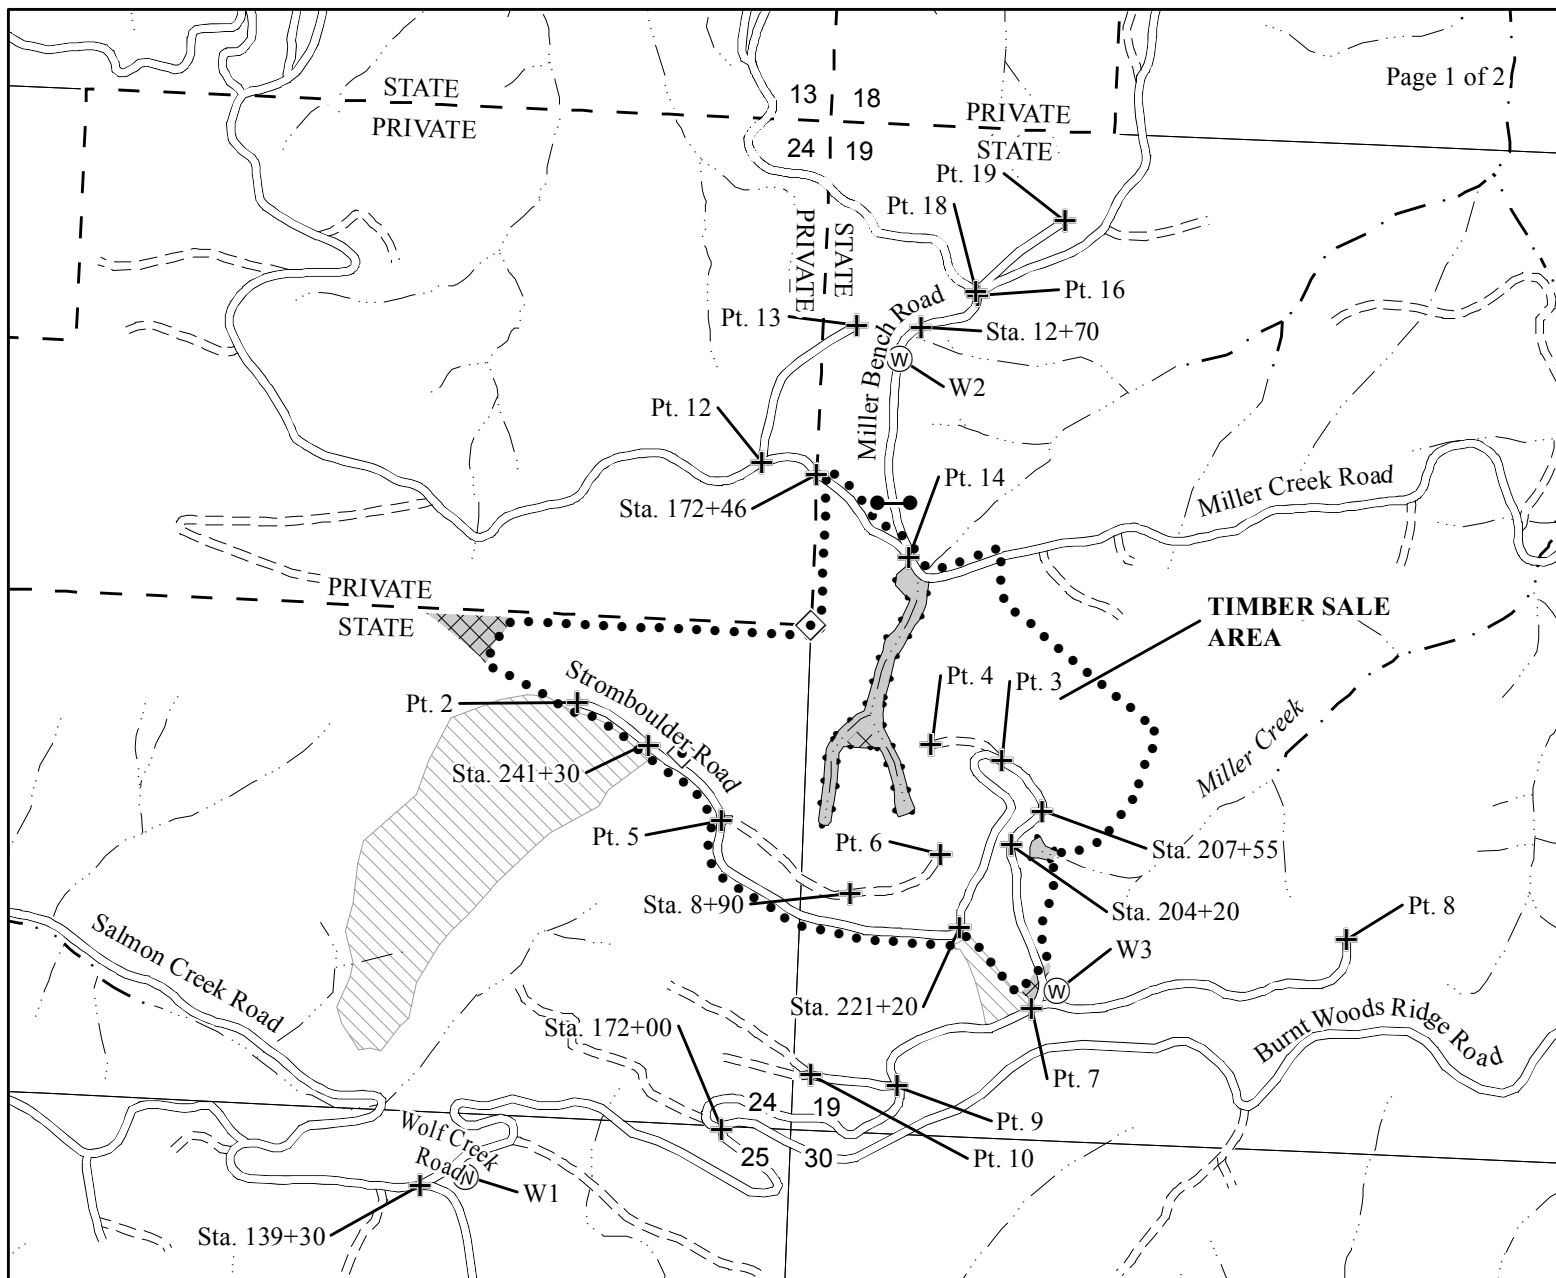 Page 1 of 2
STATE
PRIVATE
13
18
24
19
PRIVATE
STATE
Pt. 19
Pt. 18
PRIVATE
STATE
Pt. 16
Miller Bench Road
Pt. 13
Sta. 12+70
W
W2
Pt. 12
Sta. 172+46
Pt. 14
Miller Creek Road
PRIVATE
STATE
TIMBER SALE
AREA
Stromboulder Road
Pt. 2
Pt. 4
Pt. 3
Miller Creek
Sta. 241+30
Pt. 5
Pt. 6
Sta. 207+55
Sta. 8+90
Sta. 204+20
Pt. 8
Salmon Creek Road
W3
W
Sta. 221+20
Sta. 172+00
Burnt Woods Ridge Road
Pt. 7
24
19
Pt. 9
Wolf Creek
Road
25
30
Pt. 10
W
W1
Sta. 139+30